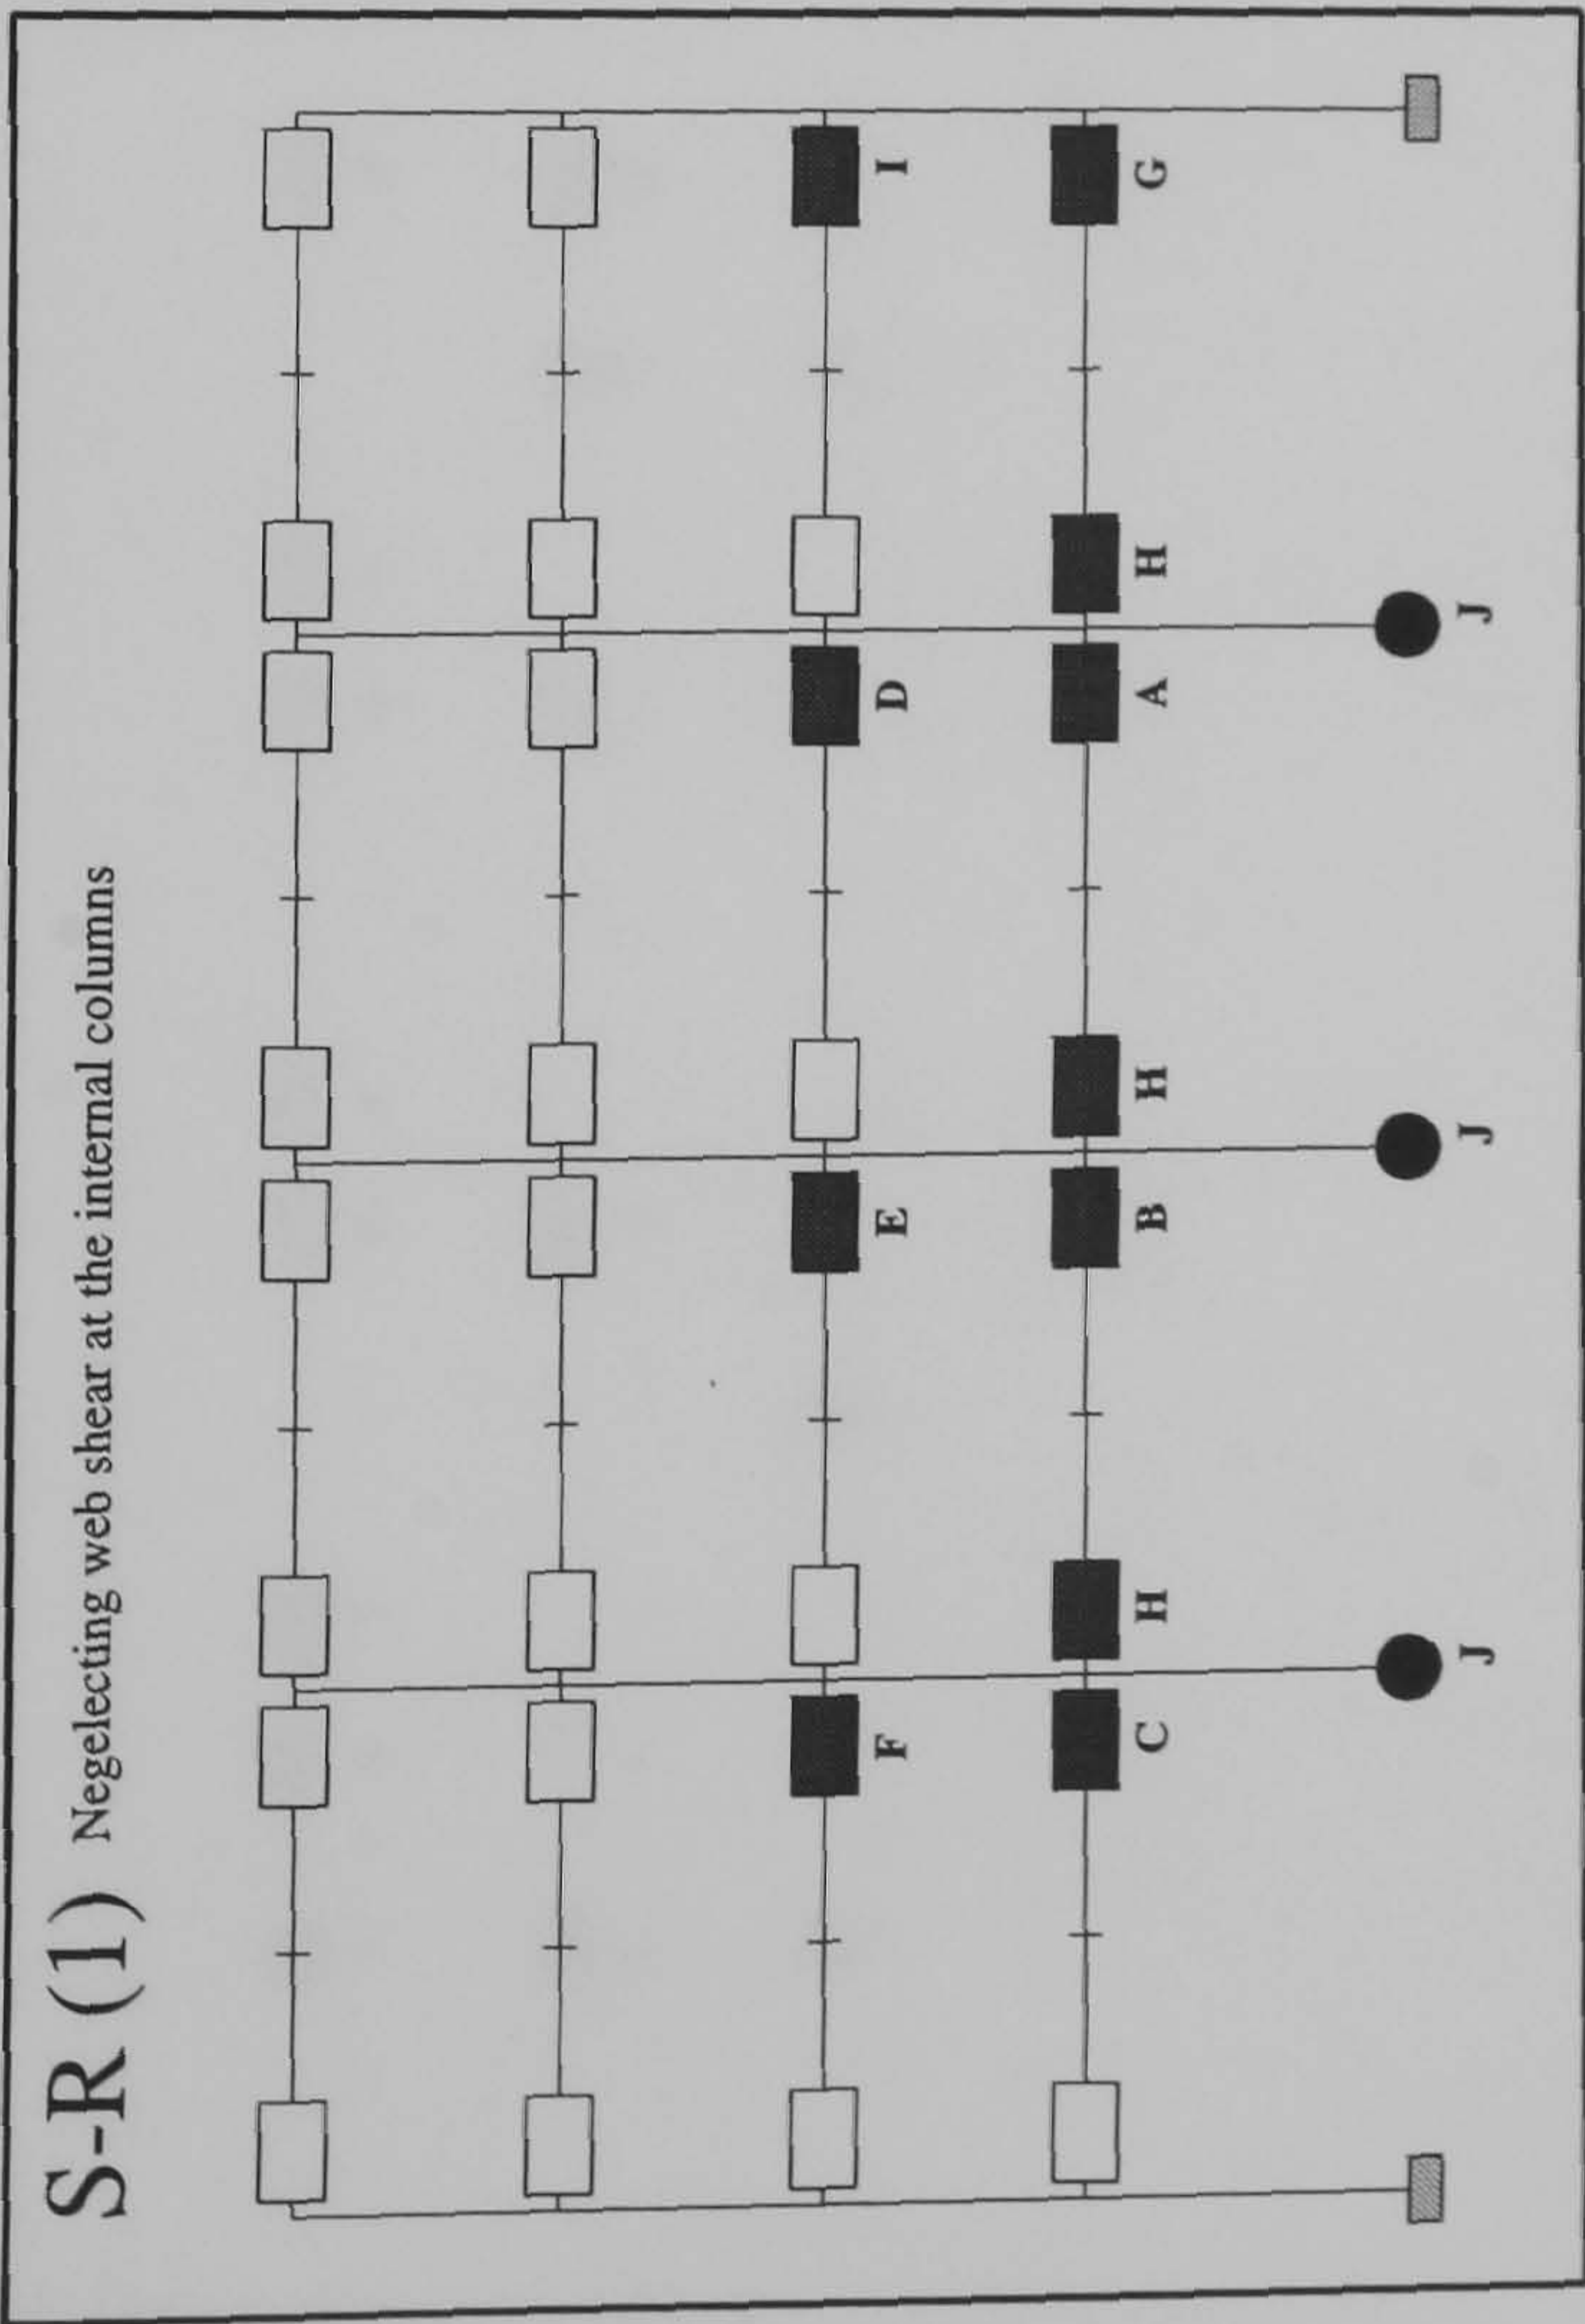 S-R (1) Negelecting web shear at the internal columns
F E D I
C H B H A H G
J J J